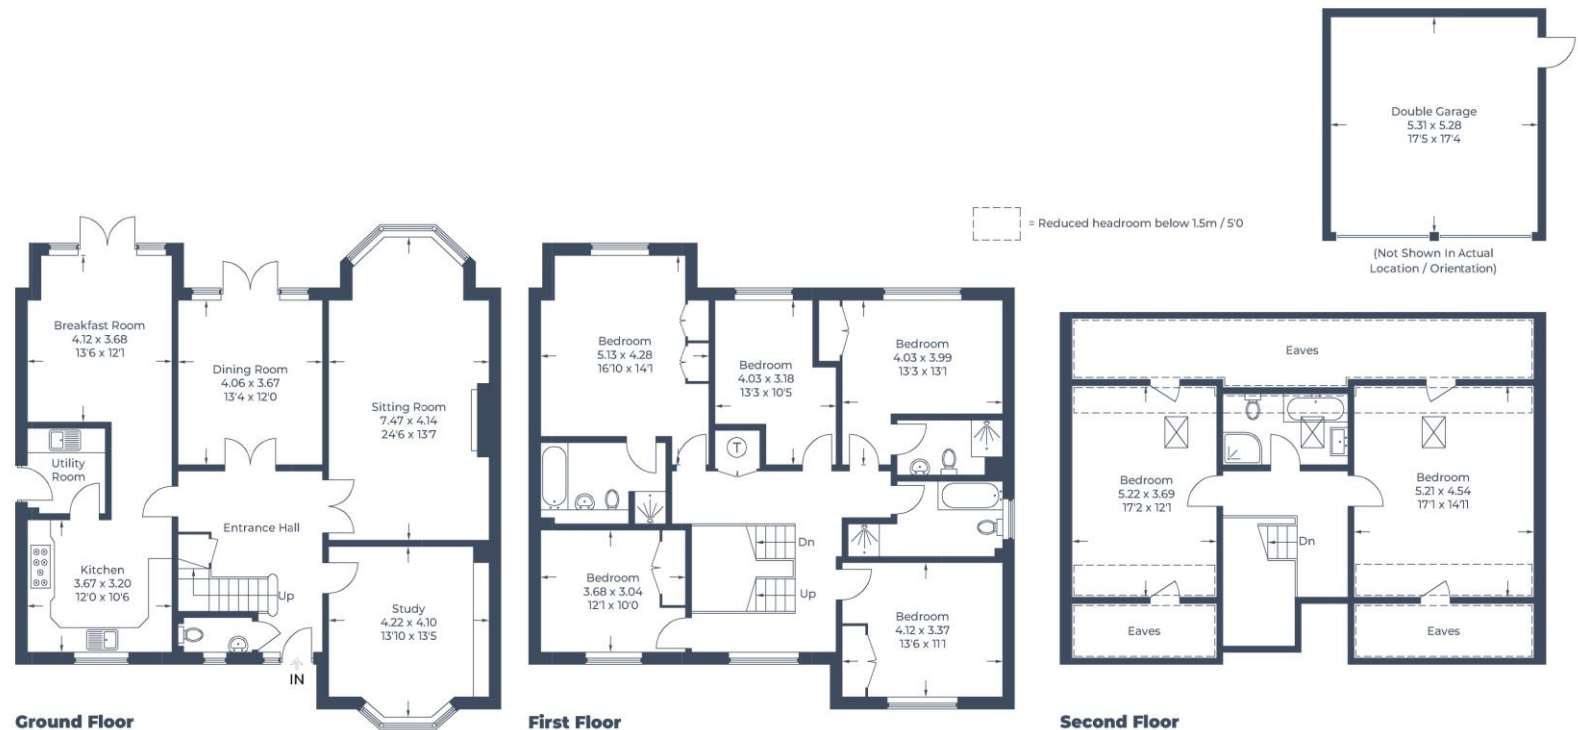 Double Garage
5.31 x 5.28
17'5 x 17'4
(Not Shown In Actual
Location / Orientation)
= Reduced headroom below 1.5m / 5'0
Breakfast Room
4.12 x 3.68
13'6 x 12'1
Dining Room
4.06 x 3.67
13'4 x 12'0
Sitting Room
7.47 x 4.14
24'6 x 13'7
Utility
Room
Entrance Hall
Kitchen
3.67 x 3.20
12'0 x 10'6
Up
Study
4.22 x 4.10
13'10 x 13'5
IN
Ground Floor
Bedroom
5.13 x 4.28
16'10 x 14'1
Bedroom
4.03 x 3.18
13'3 x 10'5
Bedroom
4.03 x 3.99
13'3 x 13'1
T
Dn
Up
Bedroom
3.68 x 3.04
12'1 x 10'0
Bedroom
4.12 x 3.37
13'6 x 11'1
First Floor
Eaves
Bedroom
5.22 x 3.69
17'2 x 12'1
Bedroom
5.21 x 4.54
17'1 x 14'11
Dn
Eaves
Eaves
Second Floor